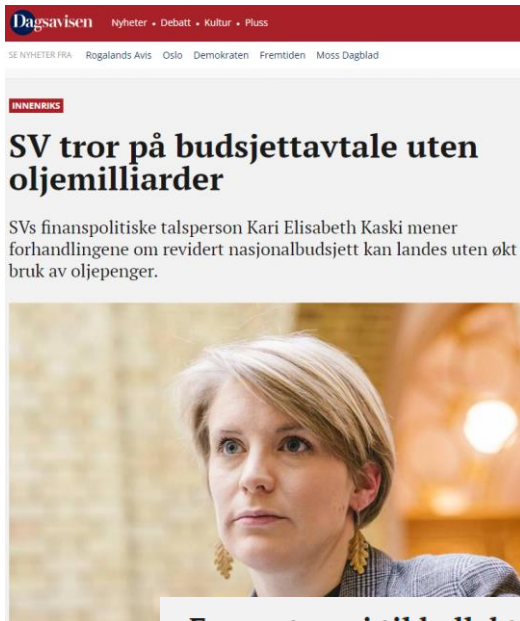 Dagsavisen Nyheter • Debatt • Kultur • Pluss
SE NYHETER FRA: Rogalands Avis Oslo Demokraten Fremtiden Moss Dagblad
INNENRIKS
SV tror på budsjettavtale uten
oljemilliarder
SVs finanspolitiske talsperson Kari Elisabeth Kaski mener
forhandlingene om revidert nasjonalbudsjett kan landes uten økt
bruk av oljepenger.